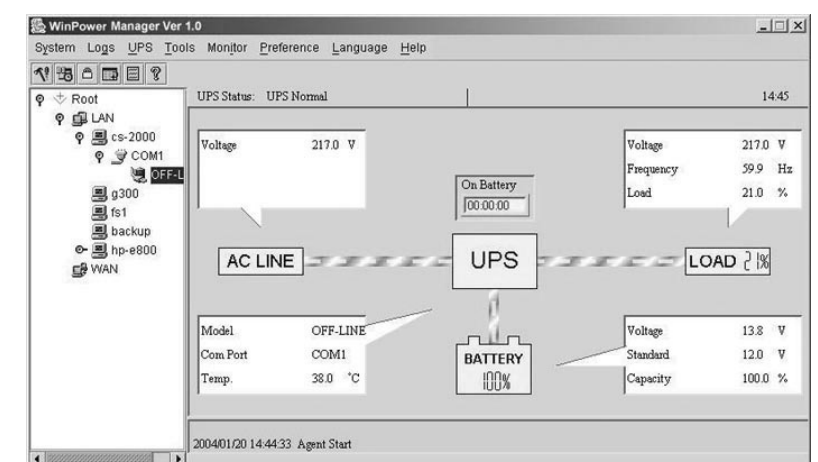 WinPower Manager Ver 1.0
System Logs UPS Tools Monitor Preference Language Help
Root
LAN
cs-2000
COM1
OFF-L
g300
fs1
backup
hp-e800
WAN
UPS Status: UPS Normal 14:45
Voltage 217.0 V
On Battery
00:00:00
Voltage 217.0 V
Frequency 59.9 Hz
Load 21.0 %
AC LINE
UPS
LOAD 21%
Model OFF-LINE
Com Port COM1
Temp. 38.0 °C
BATTERY
100%
Voltage 13.8 V
Standard 12.0 V
Capacity 100.0 %
2004/01/20 14:44:33 Agent Start